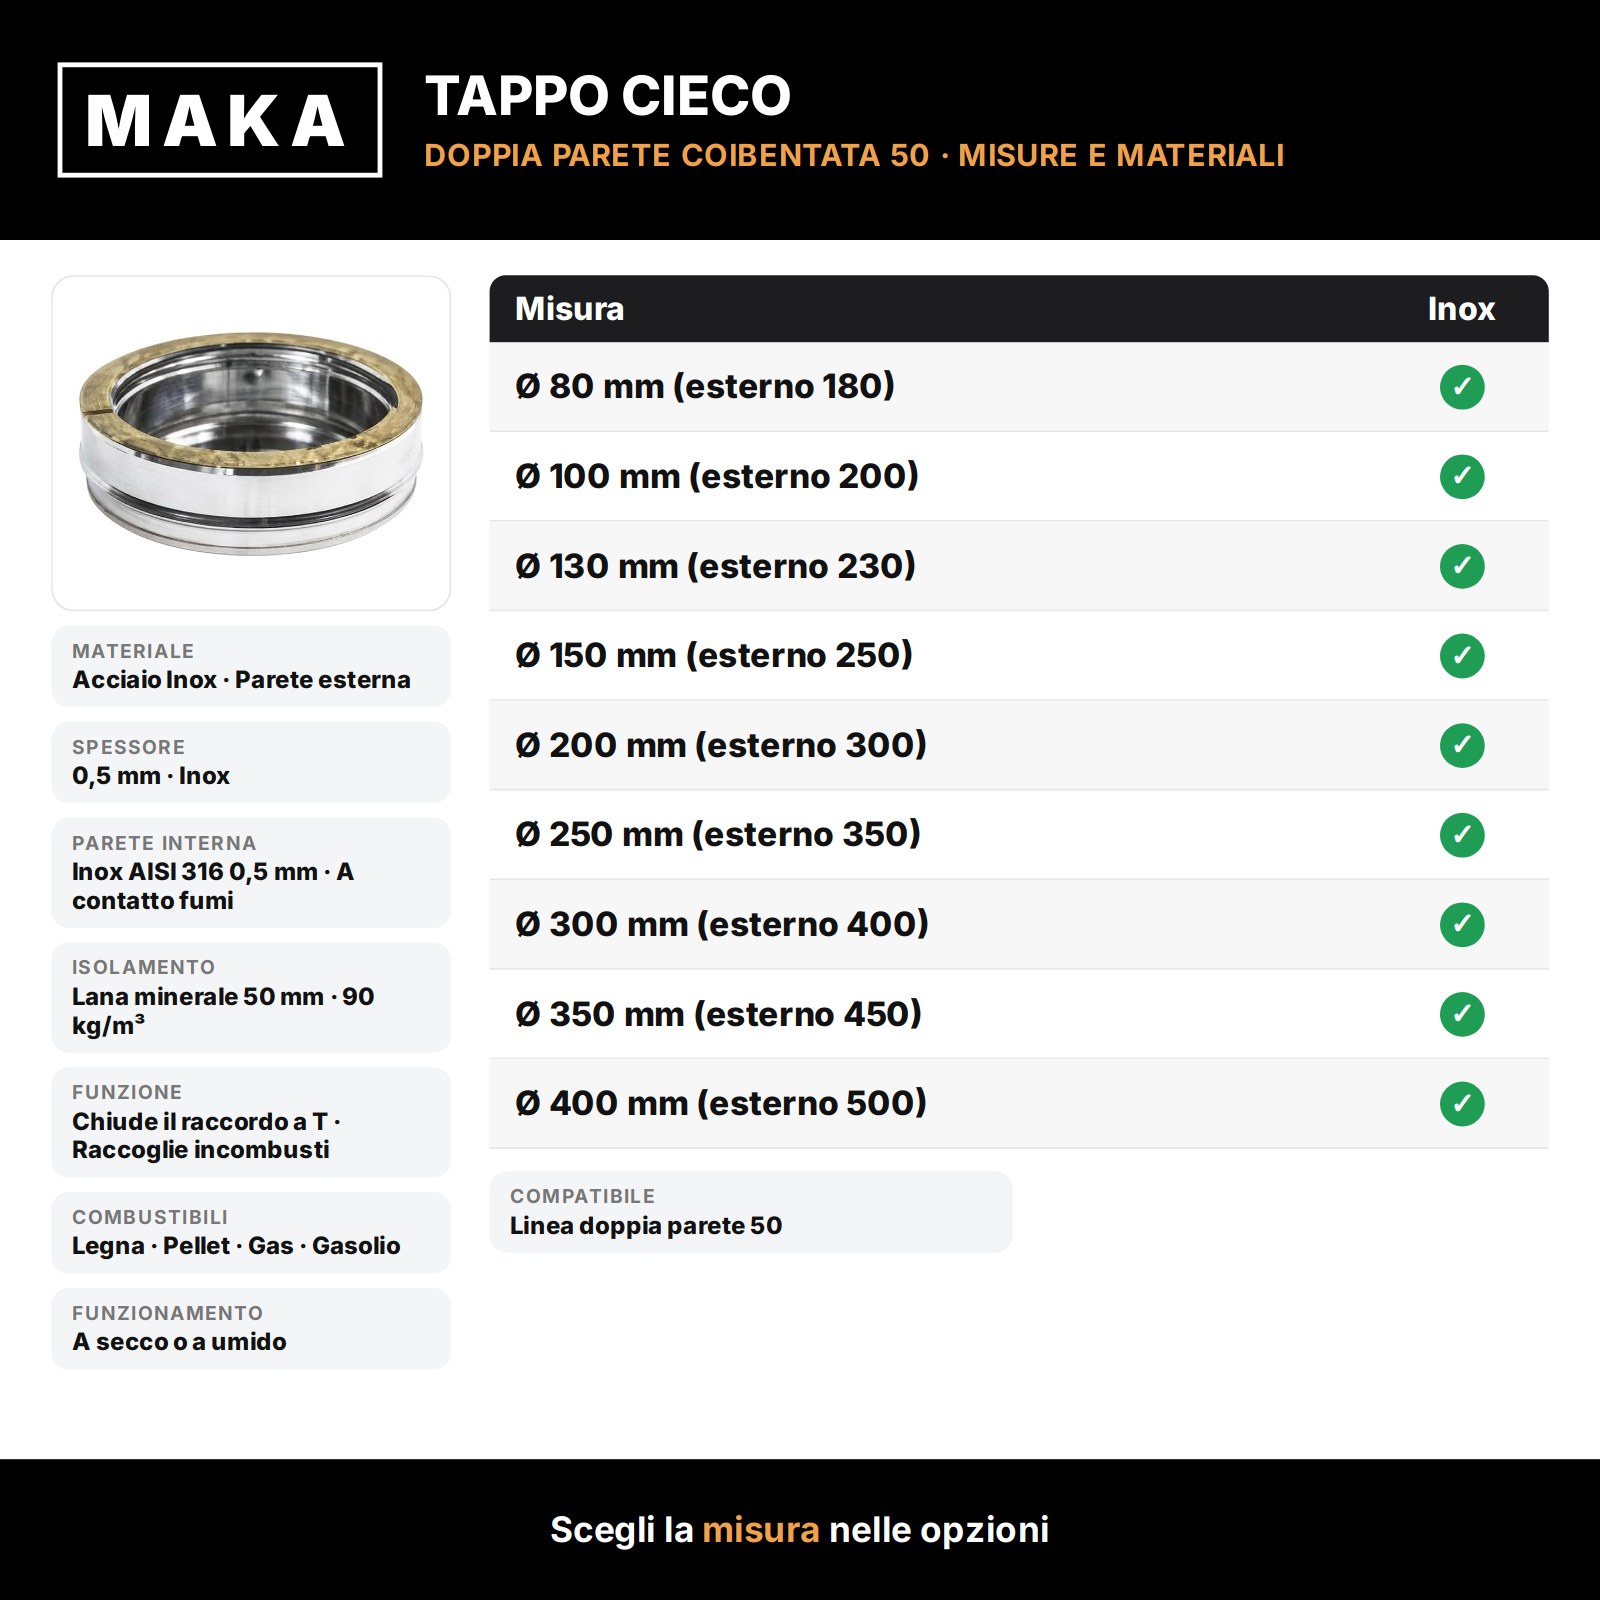 MAKA
TAPPO CIECO
DOPPIA PARETE COIBENTATA 50 · MISURE E MATERIALI
MATERIALE
Acciaio Inox · Parete esterna
SPESSORE
0,5 mm · Inox
PARETE INTERNA
Inox AISI 316 0,5 mm · A
contatto fumi
ISOLAMENTO
Lana minerale 50 mm · 90
kg/m³
FUNZIONE
Chiude il raccordo a T ·
Raccoglie incombusti
COMBUSTIBILI
Legna · Pellet · Gas · Gasolio
FUNZIONAMENTO
A secco o a umido
Misura Inox
Ø 80 mm (esterno 180) ✓
Ø 100 mm (esterno 200) ✓
Ø 130 mm (esterno 230) ✓
Ø 150 mm (esterno 250) ✓
Ø 200 mm (esterno 300) ✓
Ø 250 mm (esterno 350) ✓
Ø 300 mm (esterno 400) ✓
Ø 350 mm (esterno 450) ✓
Ø 400 mm (esterno 500) ✓
COMPATIBILE
Linea doppia parete 50
Scegli la misura nelle opzioni